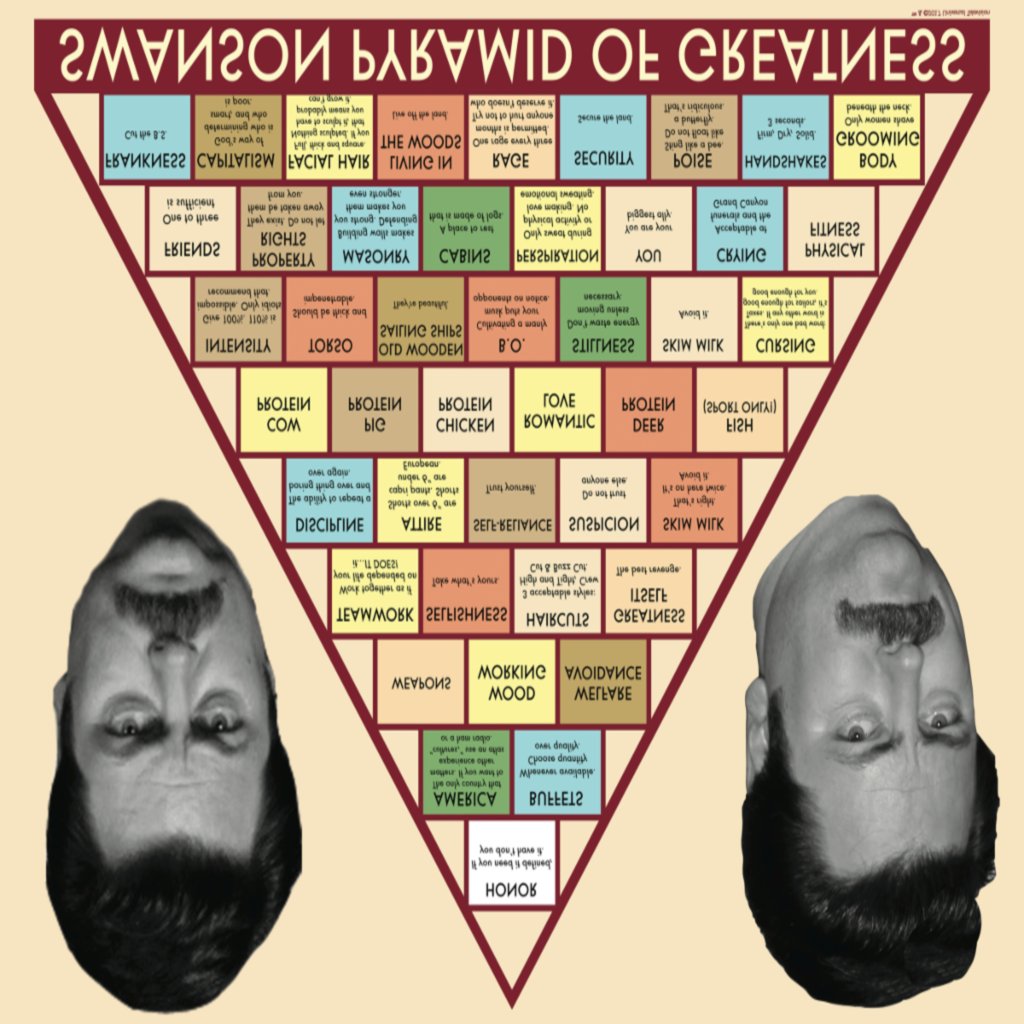 HONOR
If you need it defined,
you don't have it.
AMERICA
The only country that
matters. If you want to
experience other
"cultures," use an atlas
or a ham radio.
BUFFETS
Whenever available.
Choose quantity
over quality.
WEAPONS
WOOD
WORKING
WELFARE
AVOIDANCE
TEAMWORK
Work together as if
your life depended on
it...IT DOES!
SELFISHNESS
Take what's yours.
HAIRCUTS
3 acceptable styles:
High and Tight, Crew
Cut & Buzz Cut.
GREATNESS
ITSELF
The best revenge.
DISCIPLINE
The ability to repeat a
boring thing over and
over again.
ATTIRE
Shorts over 6" are
capri pants. Shorts
under 6" are
European.
SELF-RELIANCE
Trust yourself.
SUSPICION
Do not trust
anyone else.
SKIM MILK
That's right.
It's on here twice.
Avoid it.
COW
PROTEIN
PIG
PROTEIN
CHICKEN
PROTEIN
ROMANTIC
LOVE
DEER
PROTEIN
FISH
(SPORT ONLY!)
INTENSITY
Give 100%. 110% is
impossible. Only idiots
recommend that.
TORSO
Should be thick and
impenetrable.
OLD WOODEN
SAILING SHIPS
They're beautiful.
B.O.
Cultivating a manly
musk puts your
opponents on notice.
STILLNESS
Don't waste energy
moving unless
necessary.
SKIM MILK
Avoid it.
CURSING
There's only one bad word:
Taxes. If any other word is
good enough for sailors, it's
good enough for you.
FRIENDS
One to three
is sufficient
PROPERTY
RIGHTS
They exist. Do not let
them be taken away
from you.
MASONRY
Building walls makes
you strong. Defending
them makes you
even stronger.
CABINS
A place to rest
that is made of logs.
PERSPIRATION
Only sweat during
physical activity or
love making. No
emotional sweating.
YOU
You are your
biggest ally.
CRYING
Acceptable at
funerals and the
Grand Canyon
PHYSICAL
FITNESS
FRANKNESS
Cut the B.S.
CAPITALISM
God's way of
determining who is
smart, and who
is poor.
FACIAL HAIR
Full, thick and square.
Nothing sculpted. If you
have to sculpt it, that
probably means you
can't grow it.
LIVING IN
THE WOODS
Live off the land.
RAGE
One rage every three
months is permitted.
Try not to hurt anyone
who doesn't deserve it.
SECURITY
Secure the land.
POISE
Sting like a bee.
Do not float like
a butterfly.
That's ridiculous.
HANDSHAKES
Firm. Dry. Solid.
3 seconds.
BODY
GROOMING
Only women shave
beneath the neck.
SWANSON PYRAMID OF GREATNESS
™ & ©2017 Universal Television